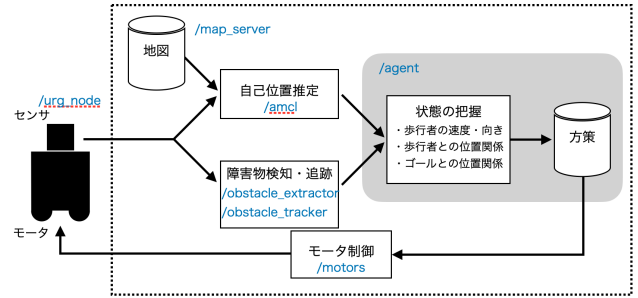 地図
/map_server
/agent
/urg_node
センサ
自己位置推定
/amcl
状態の把握
・歩行者の速度・向き
・歩行者との位置関係
・ゴールとの位置関係
方策
障害物検知・追跡
/obstacle_extractor
/obstacle_tracker
モータ
モータ制御
/motors